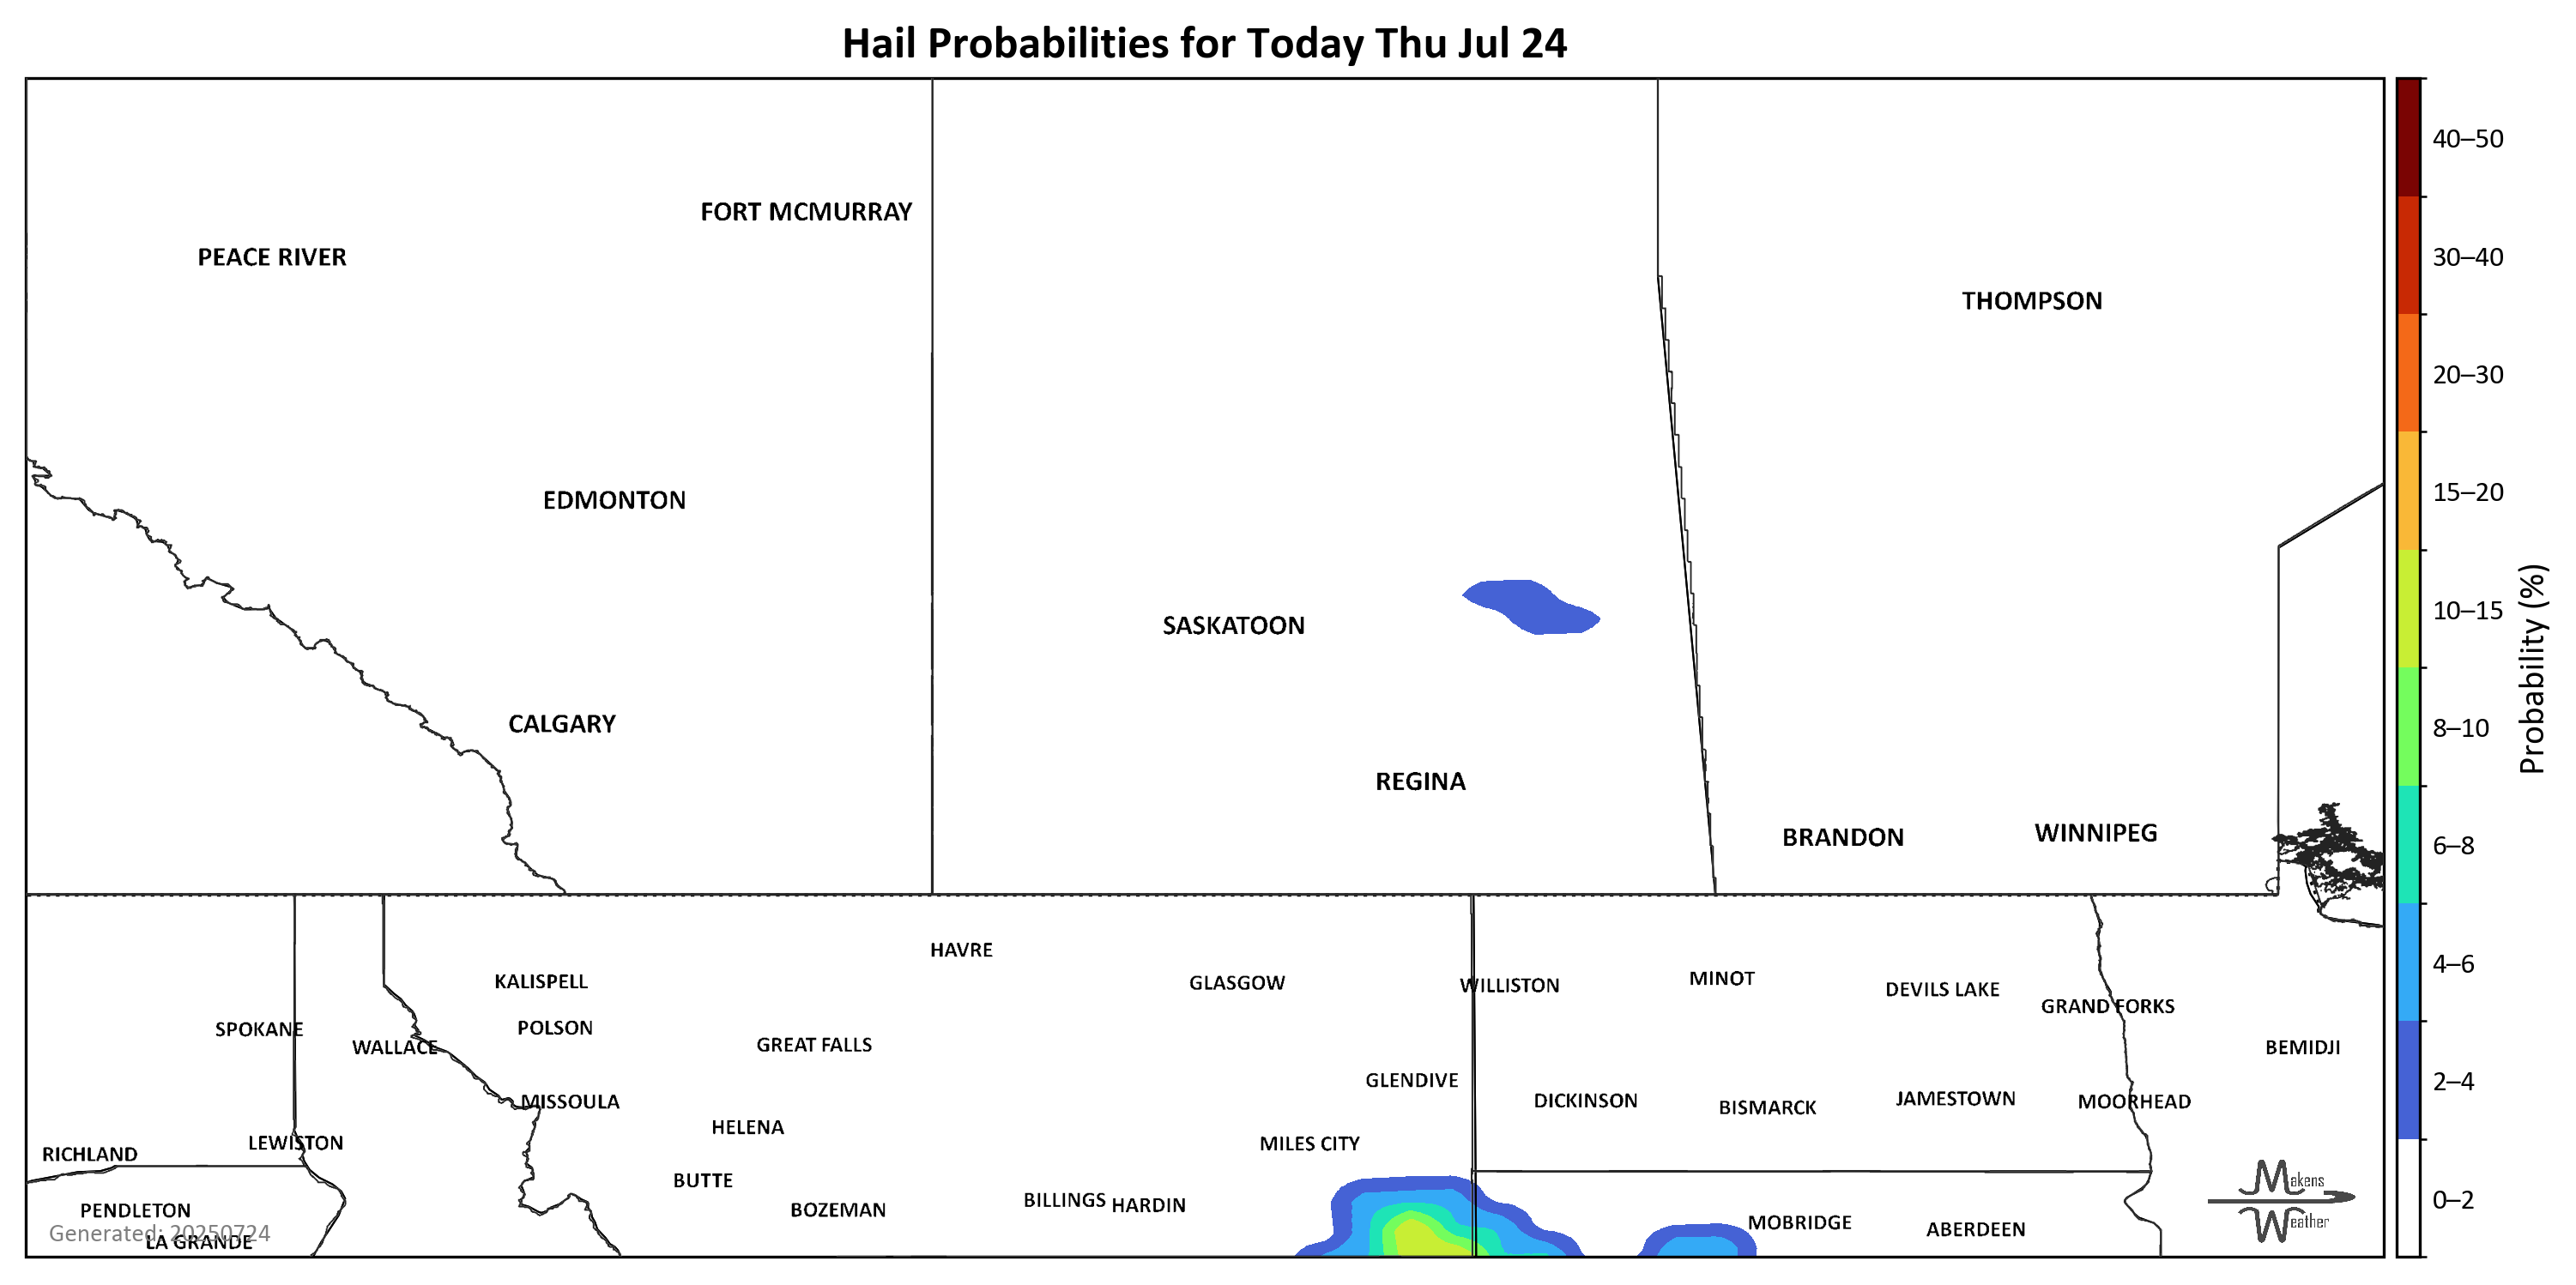 Hail Probabilities for Today Thu Jul 24
FORT MCMURRAY
PEACE RIVER
THOMPSON
EDMONTON
SASKATOON
CALGARY
REGINA
BRANDON
WINNIPEG
HAVRE
KALISPELL
GLASGOW
WILLISTON
MINOT
DEVILS LAKE
GRAND FORKS
SPOKANE
POLSON
WALLACE
GREAT FALLS
BEMIDJI
GLENDIVE
MISSOULA
DICKINSON
BISMARCK
JAMESTOWN
MOORHEAD
HELENA
LEWISTON
MILES CITY
RICHLAND
BUTTE
BILLINGS
HARDIN
BOZEMAN
PENDLETON
MOBRIDGE
ABERDEEN
Generated: 20250724
LA GRANDE
Makens
Weather
40–50
30–40
20–30
15–20
10–15
8–10
6–8
4–6
2–4
0–2
Probability (%)